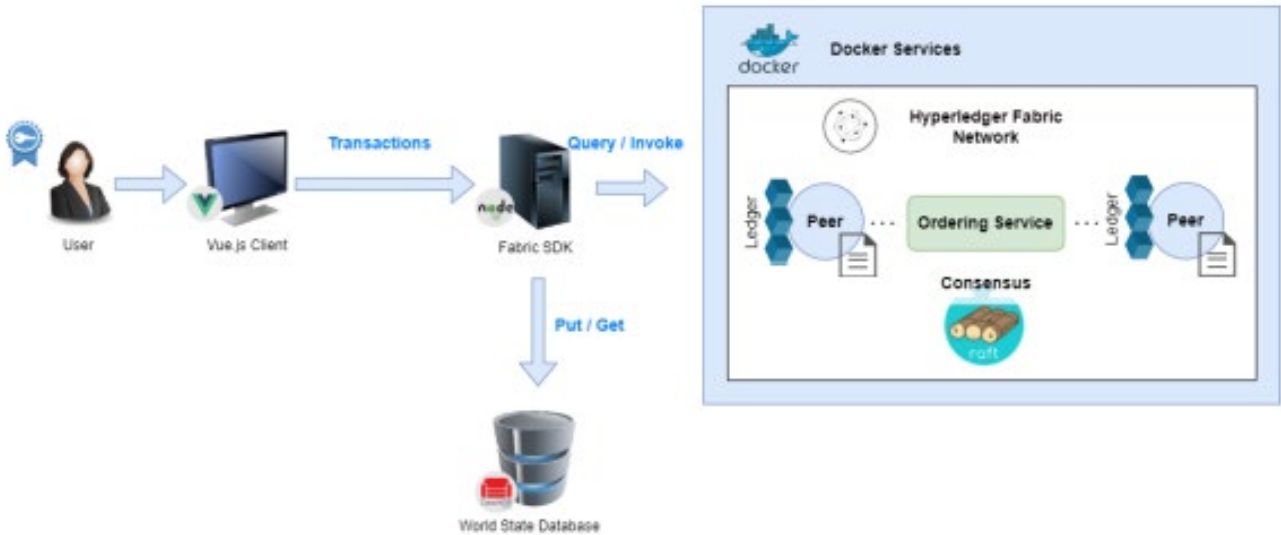 docker
Docker Services
Hyperledger Fabric
Network
Transactions
Query / Invoke
node
User
Vue.js Client
Fabric SDK
Ledger
Peer
Ordering Service
Ledger
Peer
Consensus
raft
Put / Get
World State Database